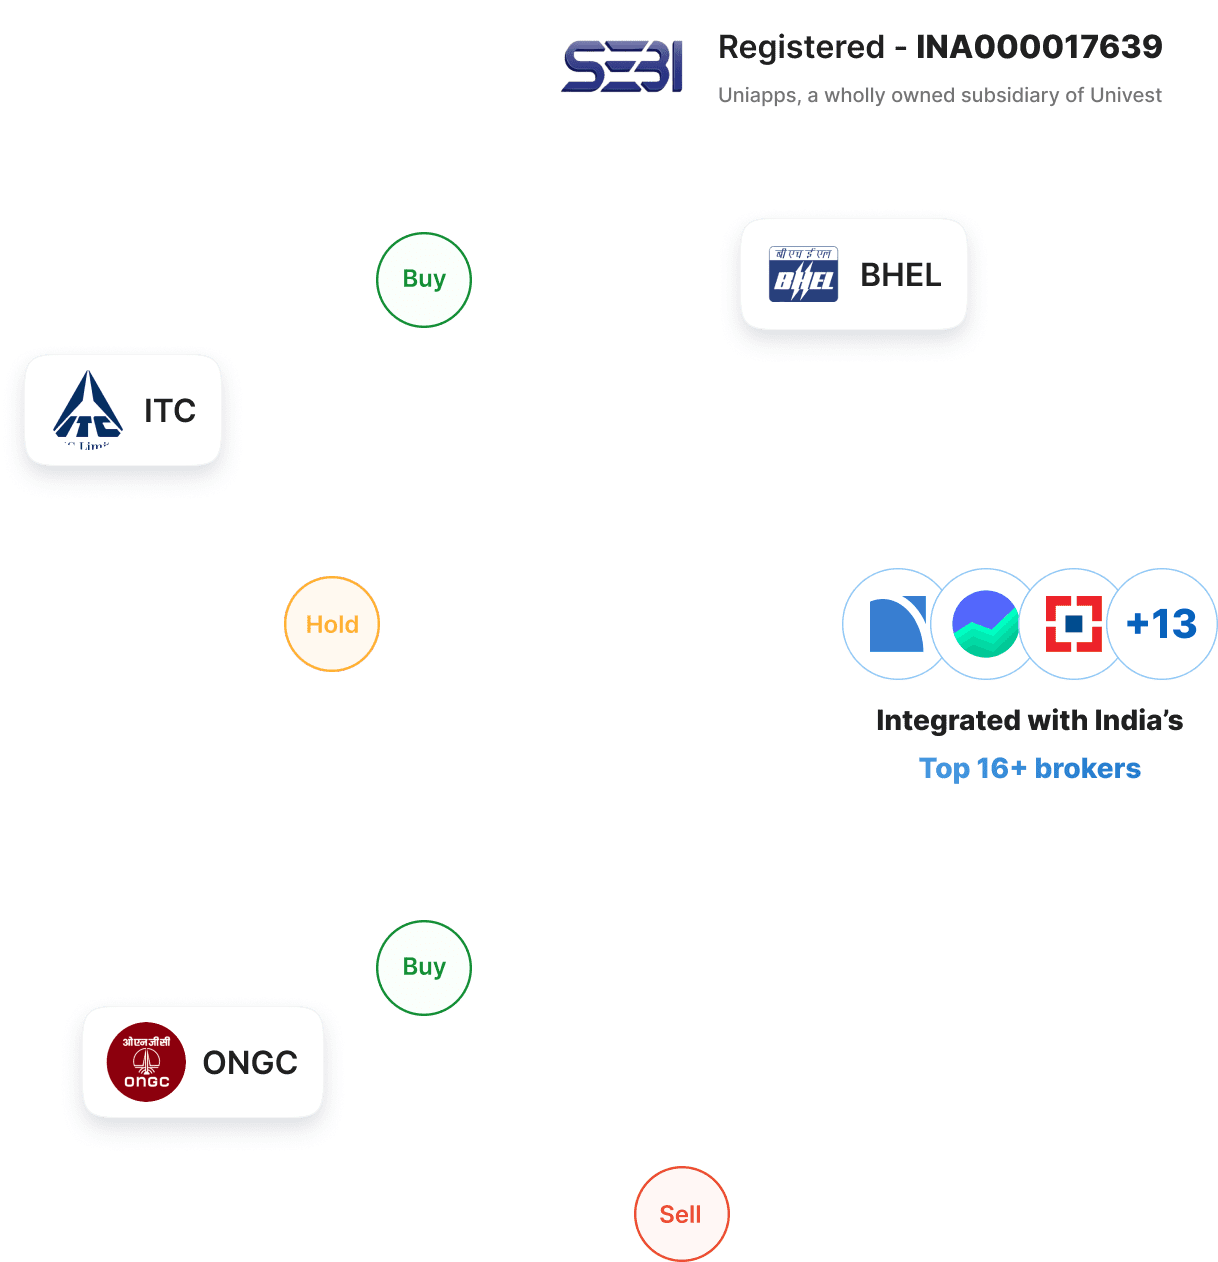 SEBI
Registered - INA000017639
Uniapps, a wholly owned subsidiary of Univest
Buy
बी एच ई एल
BHEL
BHEL
ITC
ITC
Hold
+13
Integrated with India’s
Top 16+ brokers
Buy
ओएनजीसी
ONGC
ONGC
Sell